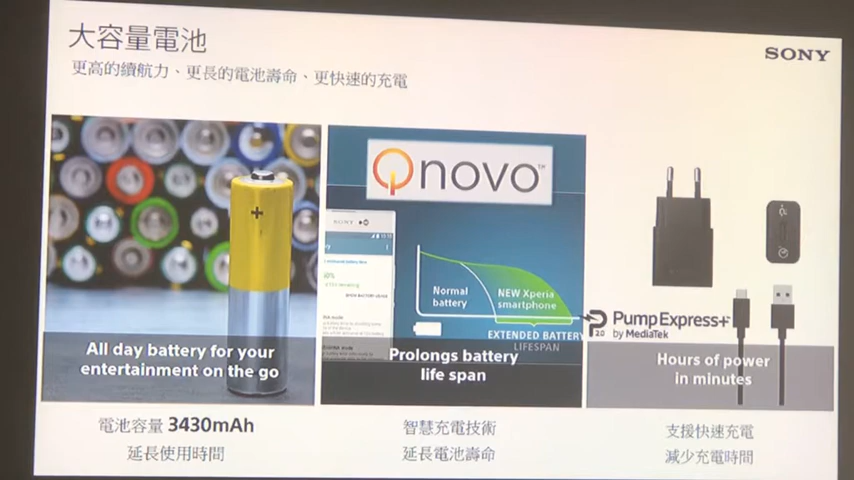 大容量電池
SONY
更高的續航力、更長的電池壽命、更快速的充電
Qnovo™
SONY
Normal
battery
NEW Xperia
smartphone
EXTENDED BATTERY
LIFESPAN
PumpExpress+
2.0
by MediaTek
+
All day battery for your
entertainment on the go
Prolongs battery
life span
Hours of power
in minutes
電池容量 3430mAh
延長使用時間
智慧充電技術
延長電池壽命
支援快速充電
減少充電時間